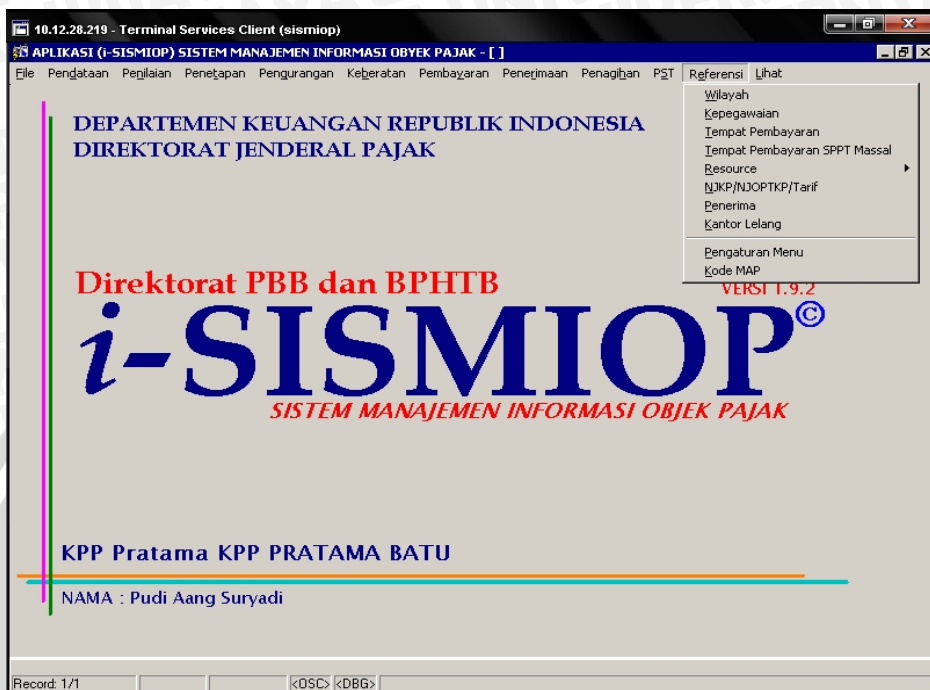 10.12.28.219 - Terminal Services Client (sismiop)
APLIKASI (i-SISMIOP) SISTEM MANAJEMEN INFORMASI OBYEK PAJAK - [ ]
File Pendataan Penilaian Penetapan Pengurangan Keberatan Pembayaran Penerimaan Penagihan PST Referensi Lihat
Wilayah
Kepegawaian
Tempat Pembayaran
Tempat Pembayaran SPPT Massal
Resource
NJKP/NJOPTKP/Tarif
Penerima
Kantor Lelang
Pengaturan Menu
Kode MAP
DEPARTEMEN KEUANGAN REPUBLIK INDONESIA
DIREKTORAT JENDERAL PAJAK
Direktorat PBB dan BPHTB
VERSI 1.9.2
i-SISMIOP©
SISTEM MANAJEMEN INFORMASI OBJEK PAJAK
KPP Pratama KPP PRATAMA BATU
NAMA : Pudi Aang Suryadi
Record: 1/1 <OSC> <DBG>